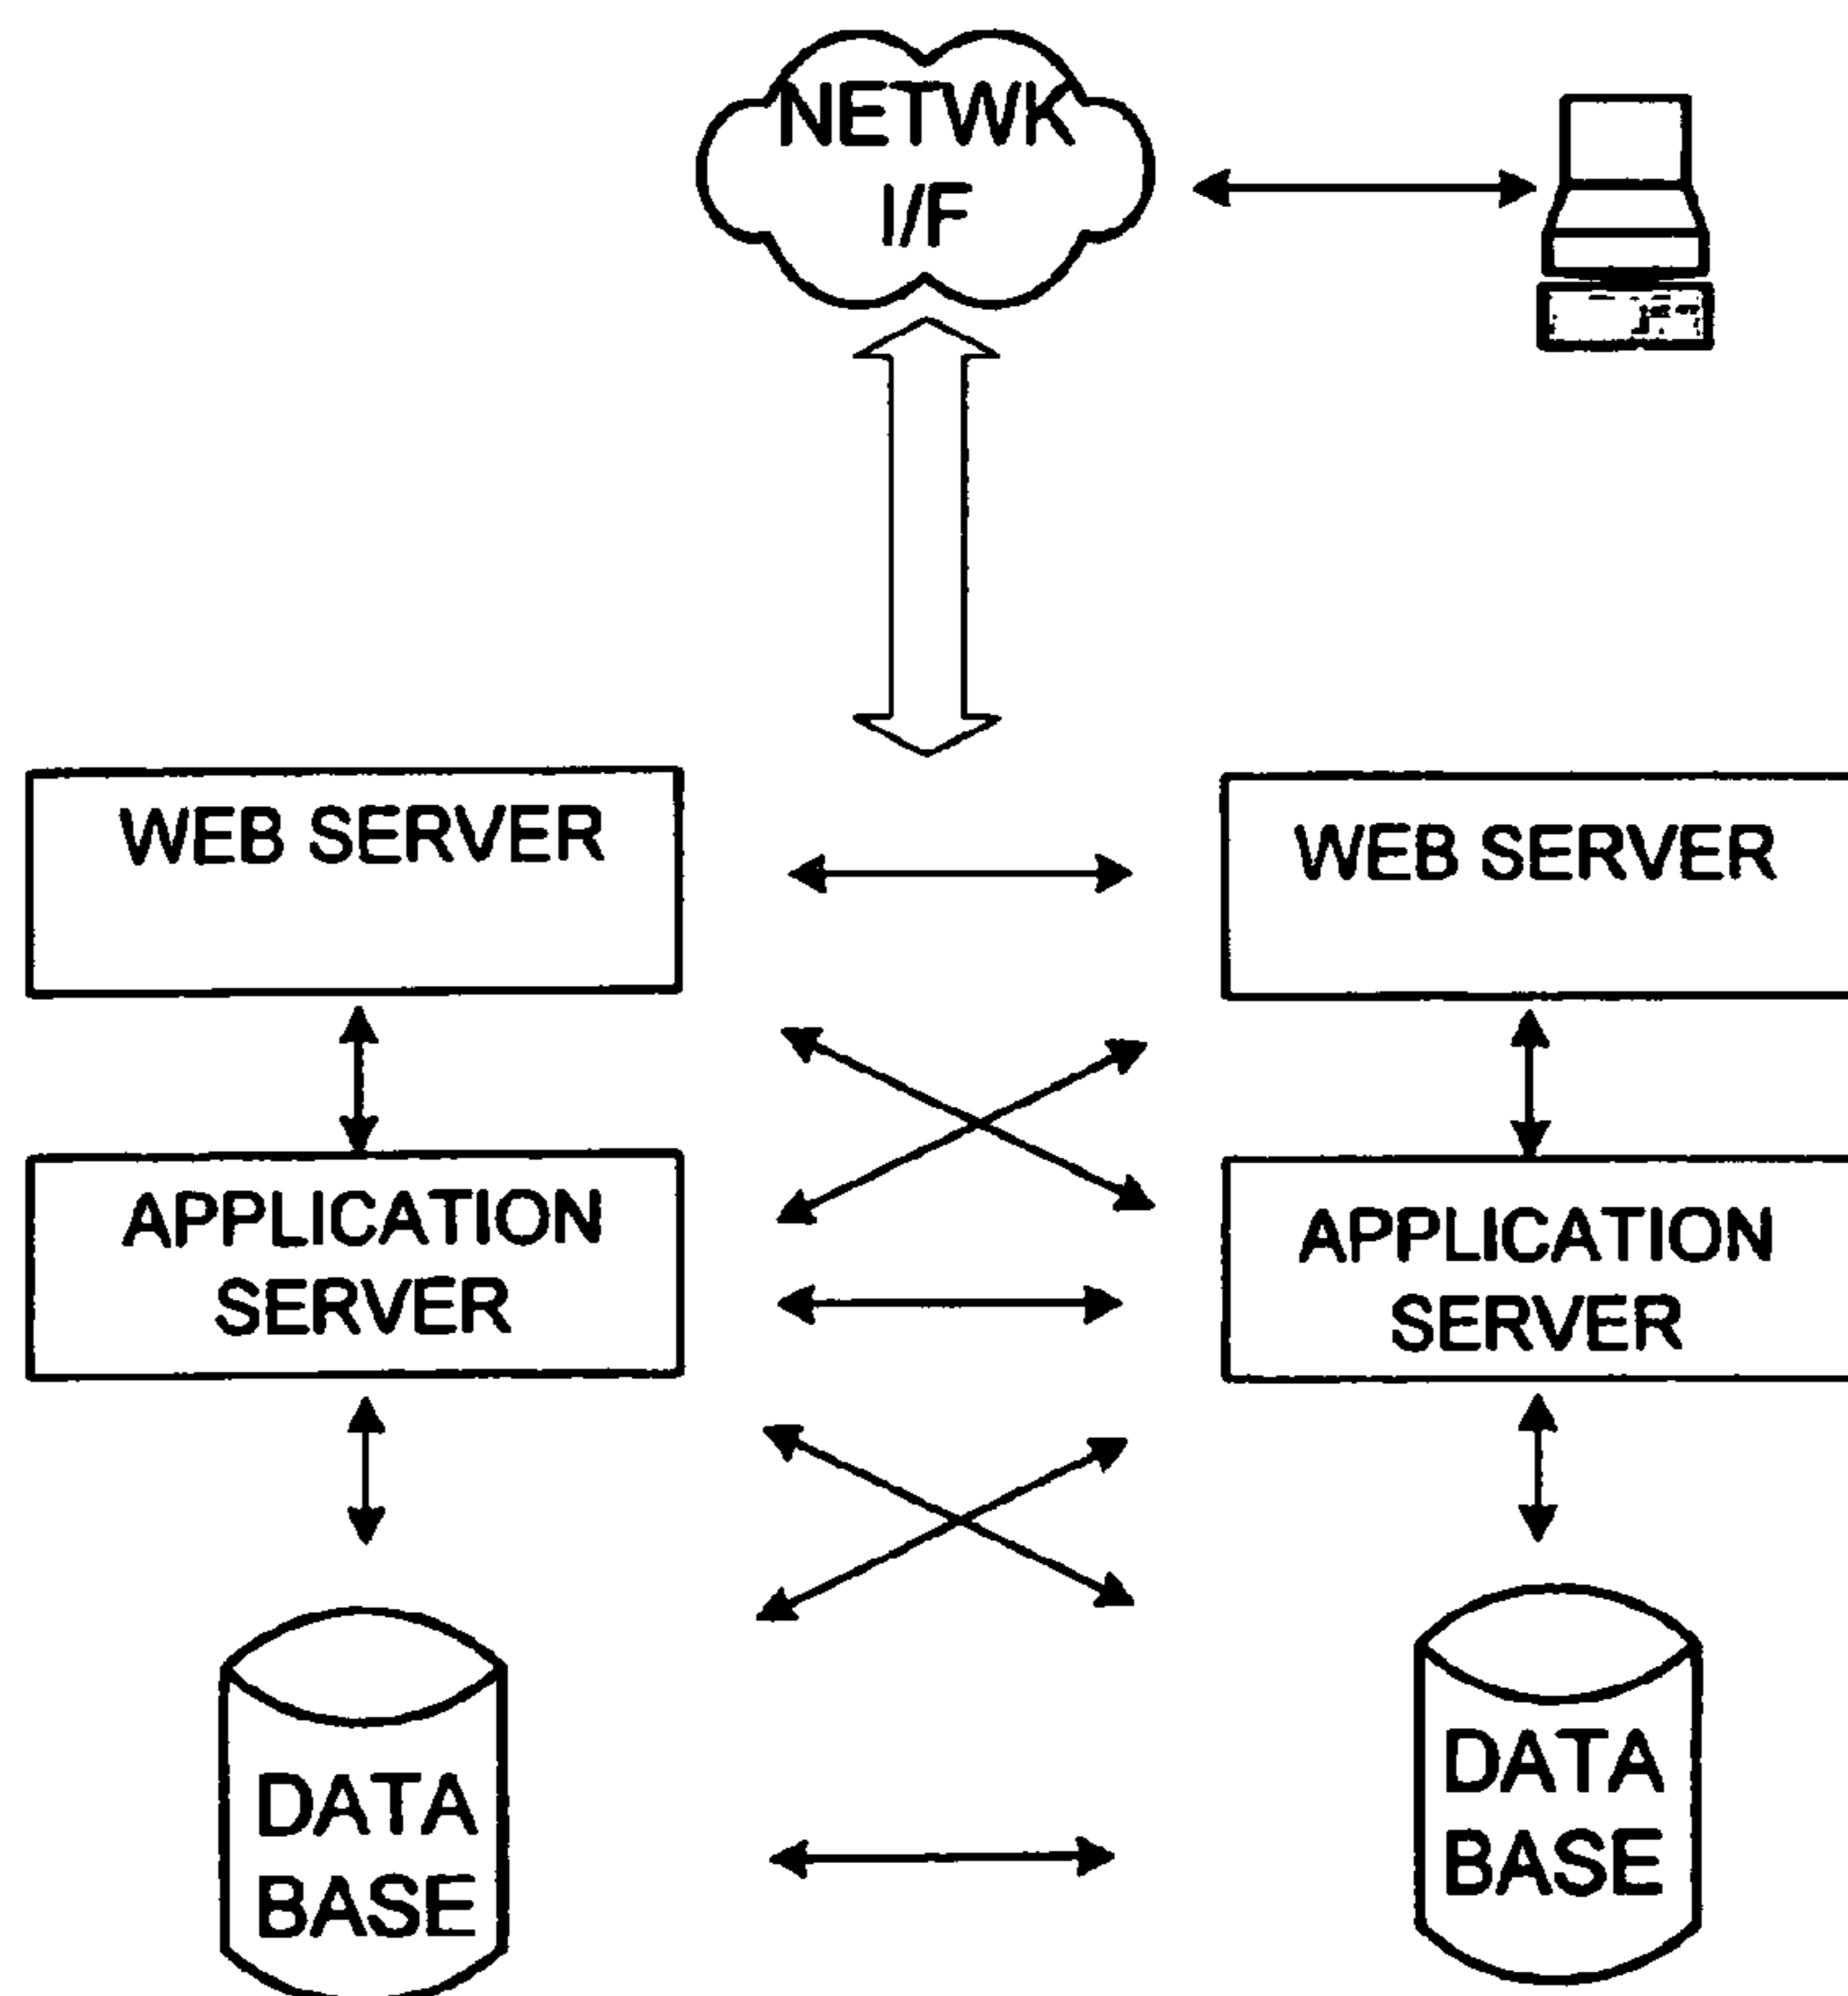 NETWK
I/F
WEB SERVER
WEB SERVER
APPLICATION
SERVER
APPLICATION
SERVER
DATA
BASE
DATA
BASE